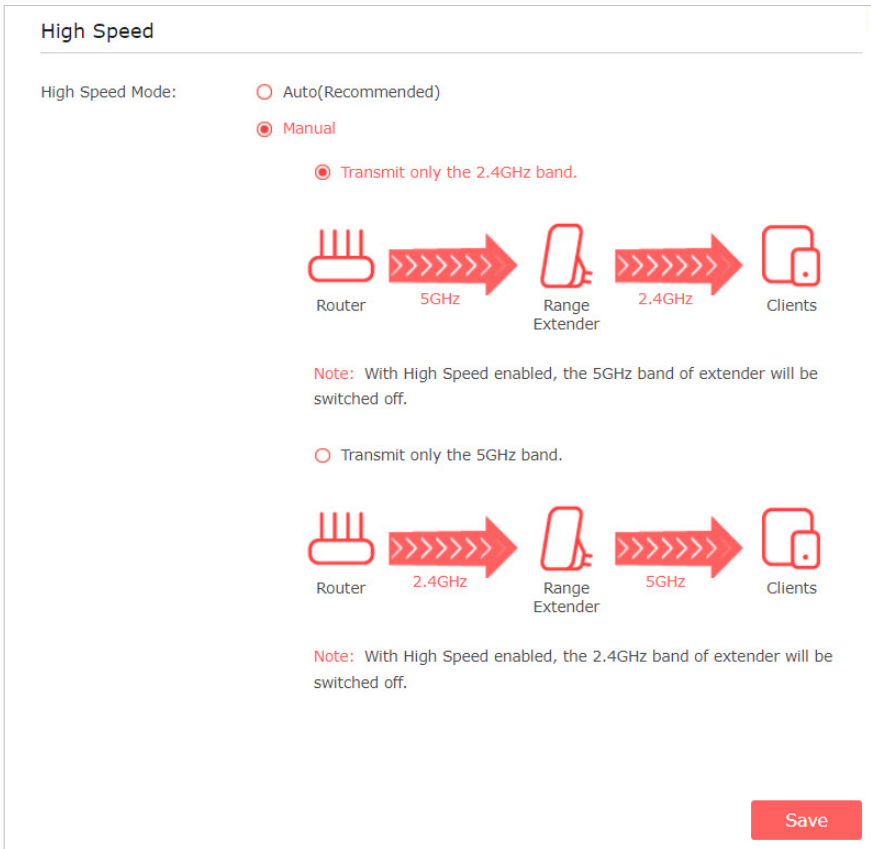 High Speed
High Speed Mode:
Auto(Recommended)
Manual
Transmit only the 2.4GHz band.
5GHz
2.4GHz
Router
Range
Extender
Clients
Note: With High Speed enabled, the 5GHz band of extender will be
switched off.
Transmit only the 5GHz band.
2.4GHz
5GHz
Router
Range
Extender
Clients
Note: With High Speed enabled, the 2.4GHz band of extender will be
switched off.
Save